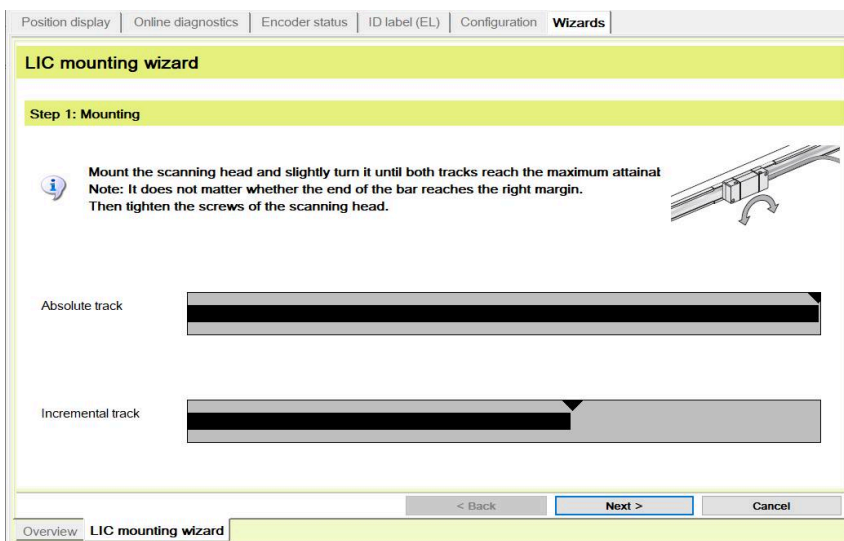 Position display
Online diagnostics
Encoder status
ID label (EL)
Configuration
Wizards
LIC mounting wizard
Step 1: Mounting
Mount the scanning head and slightly turn it until both tracks reach the maximum
Note: It does not matter whether the end of the bar reaches the right margin.
Then tighten the screws of the scanning head.
Absolute track
Incremental track
< Back
Next >
Cancel
Overview
LIC mounting wizard